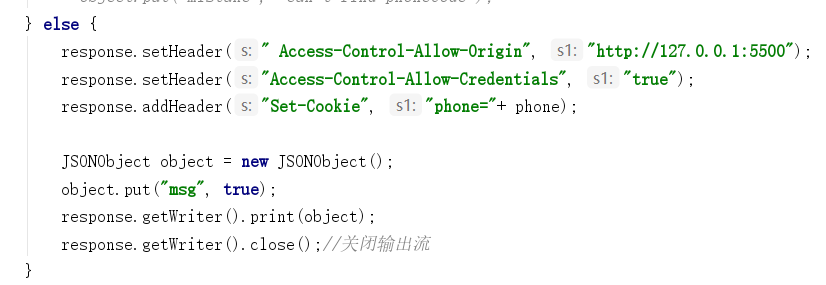 } else {
response.setHeader( s: " Access-Control-Allow-Origin", s1: "http://127.0.0.1:5500");
response.setHeader( s: "Access-Control-Allow-Credentials", s1: "true");
response.addHeader( s: "Set-Cookie", s1: "phone="+ phone);
JSONObject object = new JSONObject();
object.put("msg", true);
response.getWriter().print(object);
response.getWriter().close();//关闭输出流
}